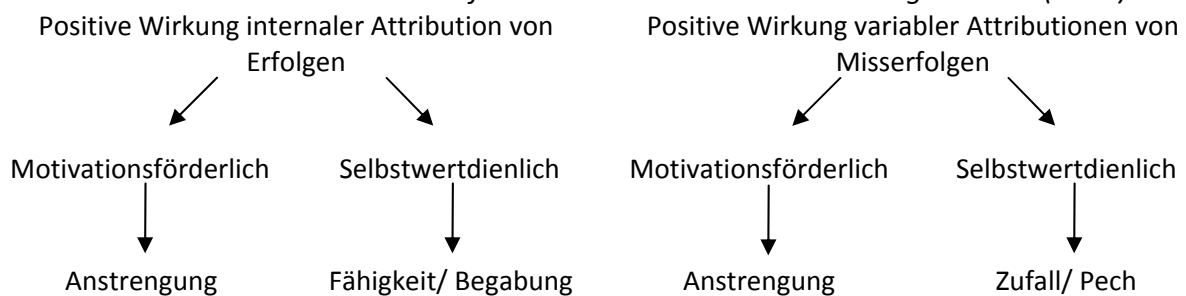 Positive Wirkung internaler Attribution von
Erfolgen
Positive Wirkung variabler Attributionen von
Misserfolgen
Motivationsförderlich
Selbstwertdienlich
Motivationsförderlich
Selbstwertdienlich
Anstrengung
Fähigkeit/ Begabung
Anstrengung
Zufall/ Pech